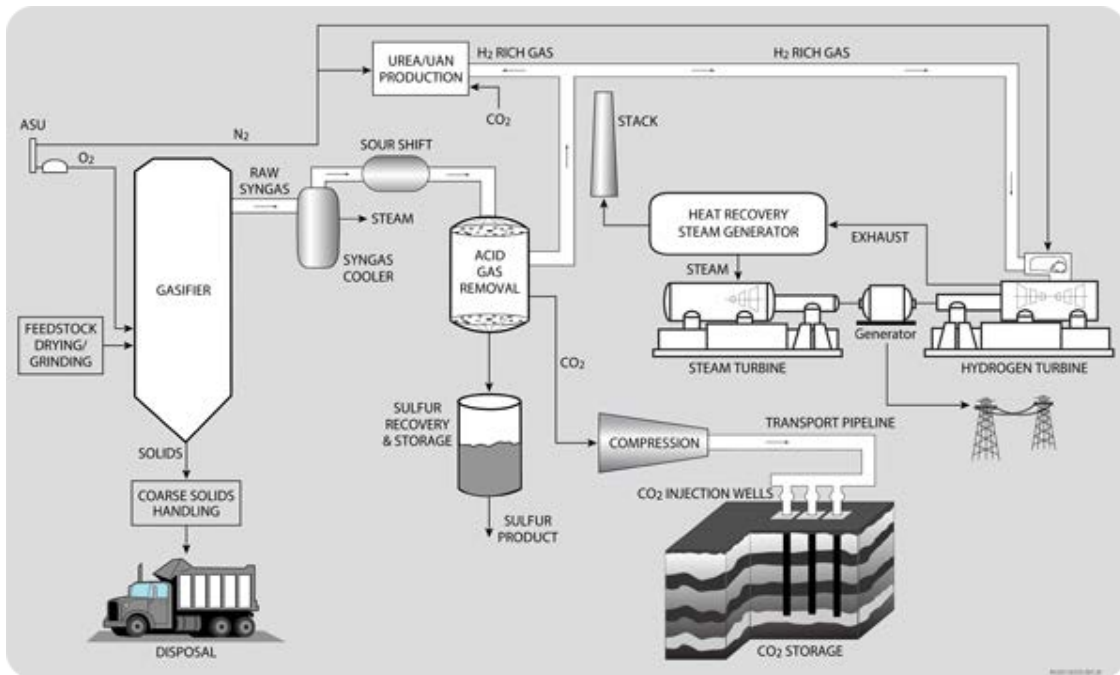 UREA/UAN
PRODUCTION
H2 RICH GAS
H2 RICH GAS
CO2
STACK
ASU
N2
O2
SOUR SHIFT
RAW
SYNGAS
STEAM
SYNGAS
COOLER
HEAT RECOVERY
STEAM GENERATOR
EXHAUST
STEAM
ACID
GAS
REMOVAL
GASIFIER
FEEDSTOCK
DRYING/
GRINDING
Generator
STEAM TURBINE
HYDROGEN TURBINE
CO2
SULFUR
RECOVERY
& STORAGE
COMPRESSION
TRANSPORT PIPELINE
SOLIDS
COARSE SOLIDS
HANDLING
CO2 INJECTION WELLS
SULFUR
PRODUCT
DISPOSAL
CO2 STORAGE